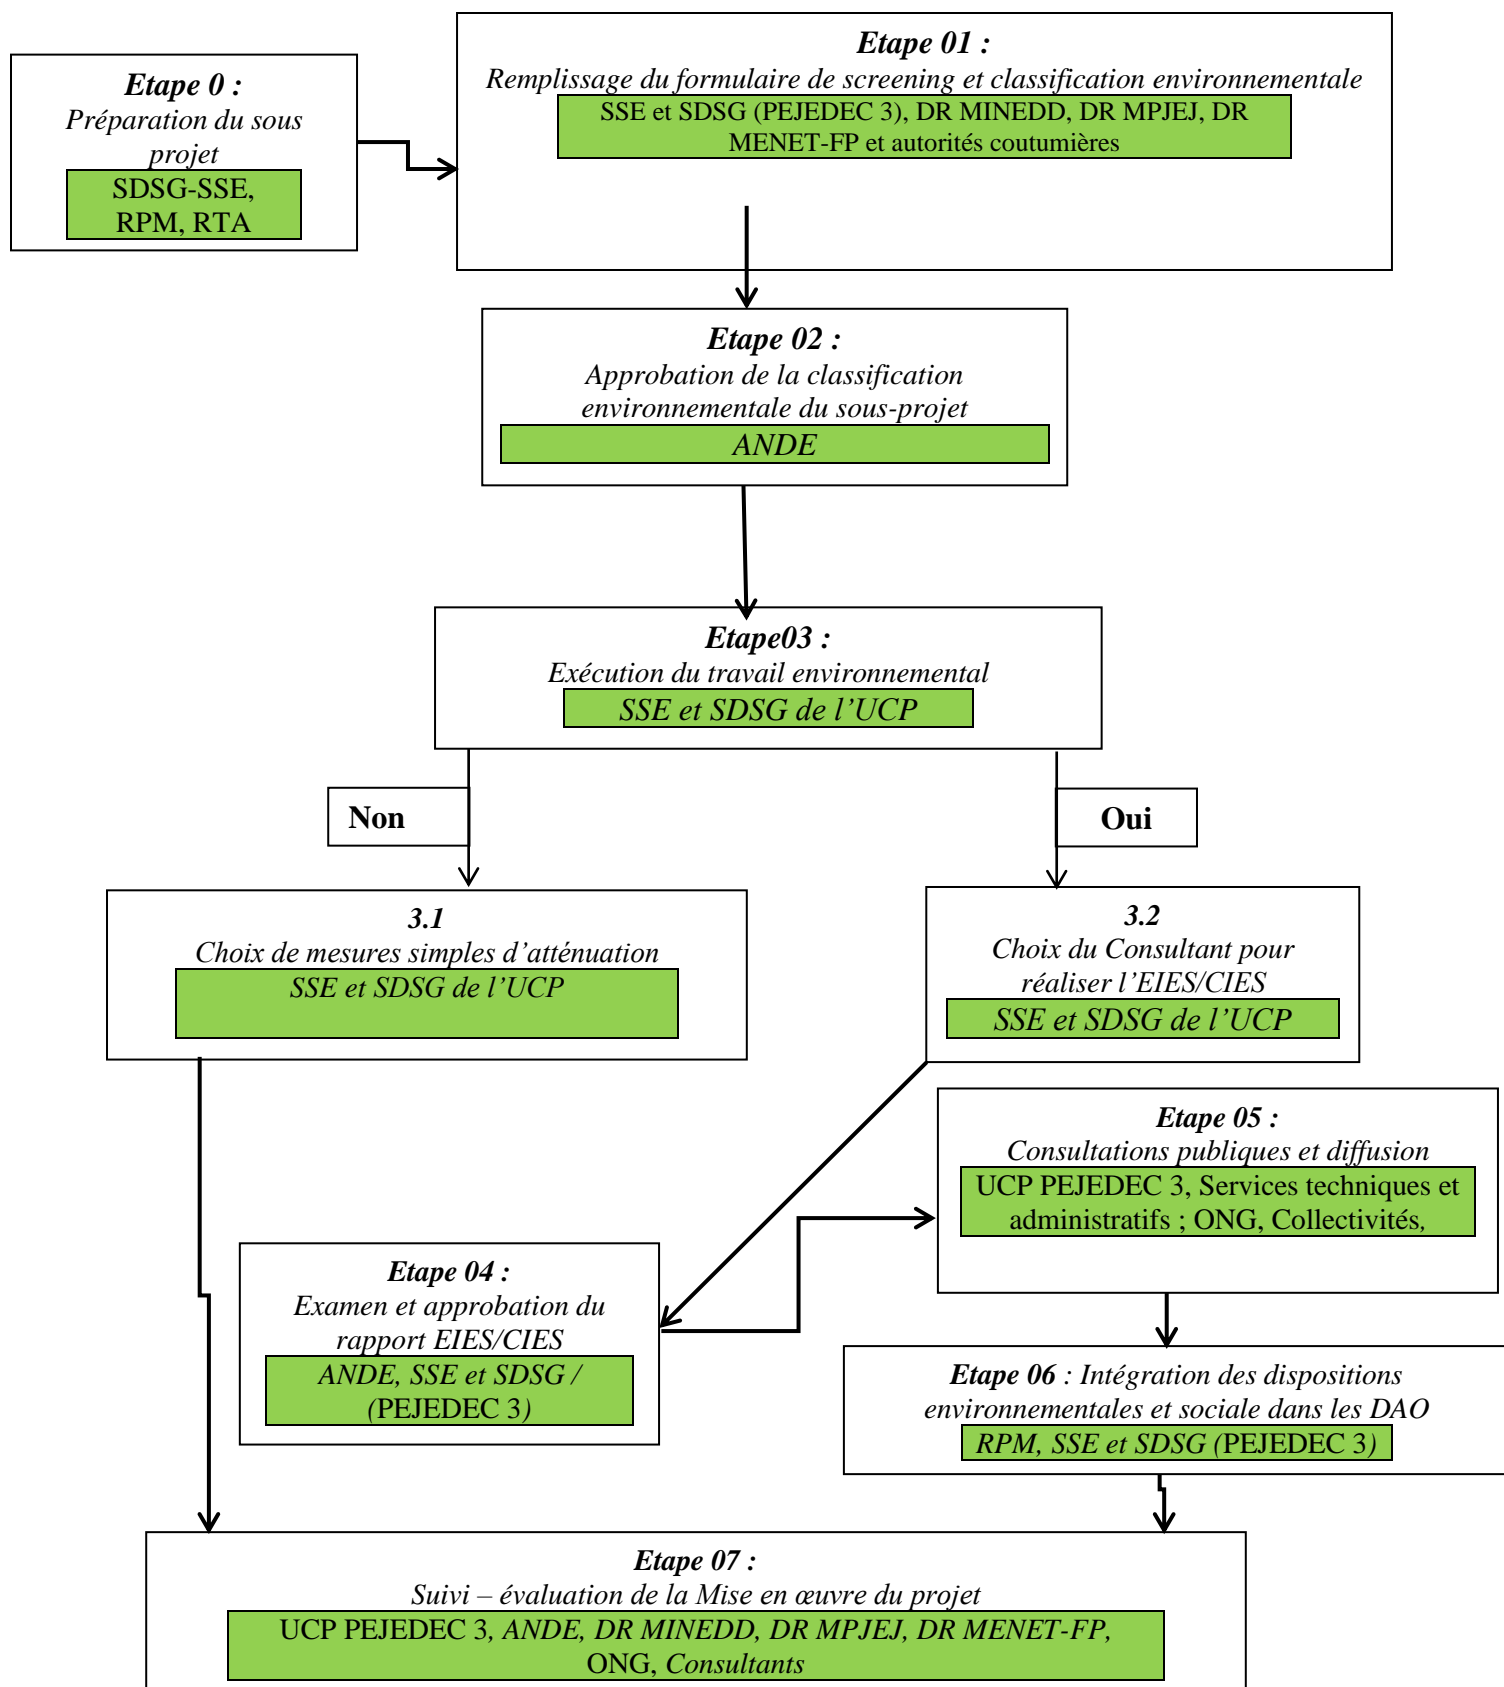 Etape 0 :
Préparation du sous
projet
SDSG-SSE,
RPM, RTA
Etape 01 :
Remplissage du formulaire de screening et classification environnementale
SSE et SDSG (PEJEDEC 3), DR MINEDD, DR MPJEJ, DR
MENET-FP et autorités coutumières
Etape 02 :
Approbation de la classification
environnementale du sous-projet
ANDE
Etape03 :
Exécution du travail environnemental
SSE et SDSG de l’UCP
Non
Oui
3.1
Choix de mesures simples d’atténuation
SSE et SDSG de l’UCP
3.2
Choix du Consultant pour
réaliser l’EIES/CIES
SSE et SDSG de l’UCP
Etape 05 :
Consultations publiques et diffusion
UCP PEJEDEC 3, Services techniques et
administratifs ; ONG, Collectivités,
Etape 04 :
Examen et approbation du
rapport EIES/CIES
ANDE, SSE et SDSG /
(PEJEDEC 3)
Etape 06 : Intégration des dispositions
environnementales et sociale dans les DAO
RPM, SSE et SDSG (PEJEDEC 3)
Etape 07 :
Suivi – évaluation de la Mise en œuvre du projet
UCP PEJEDEC 3, ANDE, DR MINEDD, DR MPJEJ, DR MENET-FP,
ONG, Consultants